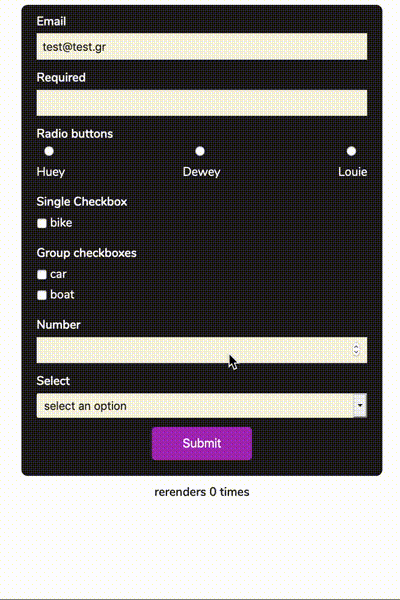 Email
test@test.gr
Required
Radio buttons
Huey Dewey Louie
Single Checkbox
bike
Group checkboxes
car
boat
Number
Select
select an option
Submit
rerenders 0 times